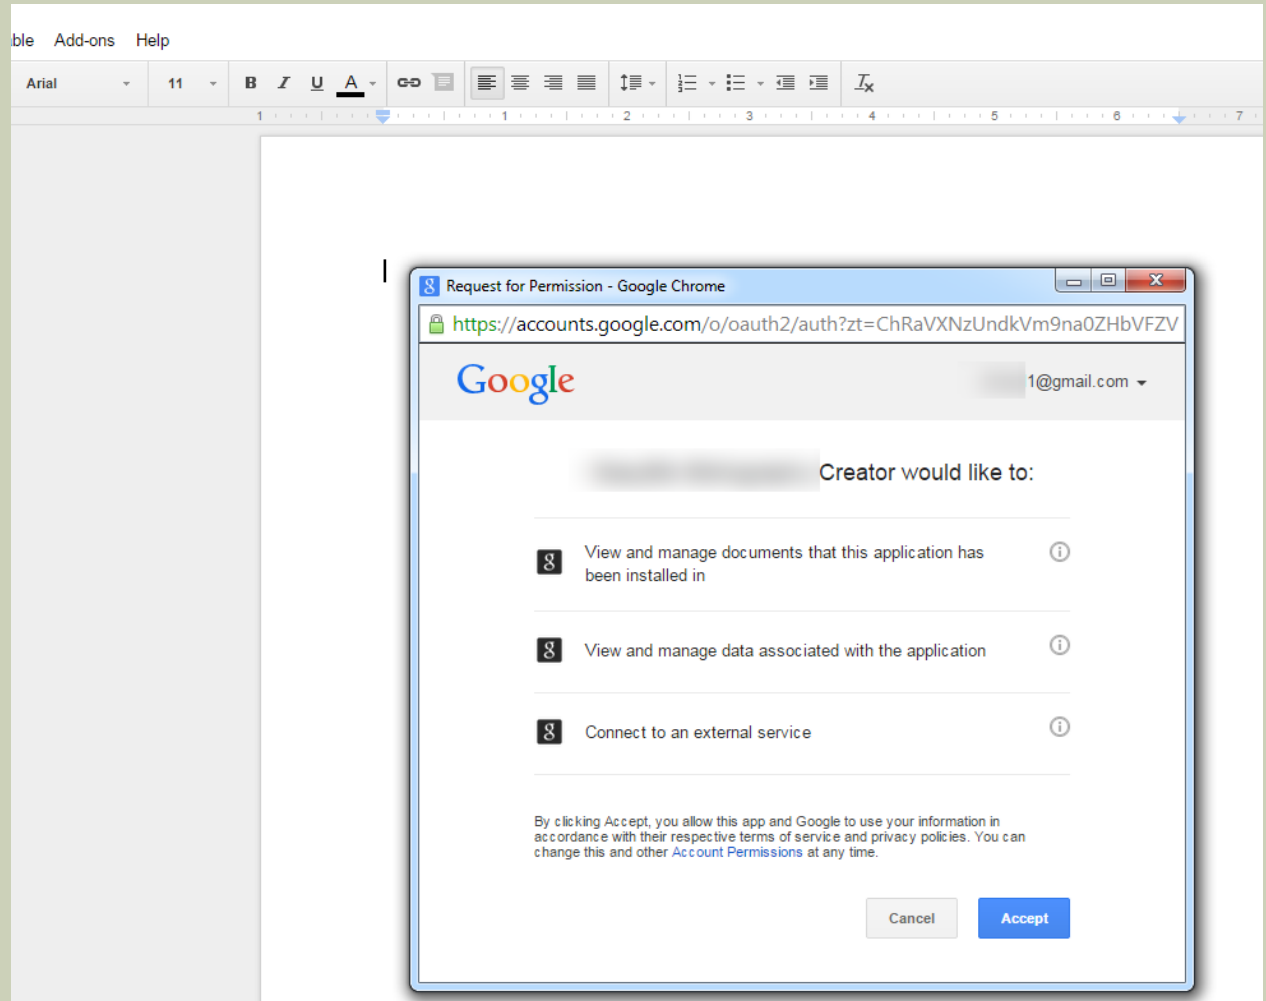 Add-ons Help
Arial 11 B I U A
1 1 2 3 4 5 6 7
Request for Permission - Google Chrome
https://accounts.google.com/o/oauth2/auth?zt=ChRaVXNzUndkVm9na0ZHbVFZV
Google
1@gmail.com
Creator would like to:
View and manage documents that this application has
been installed in
View and manage data associated with the application
Connect to an external service
By clicking Accept, you allow this app and Google to use your information in
accordance with their respective terms of service and privacy policies. You can
change this and other Account Permissions at any time.
Cancel Accept